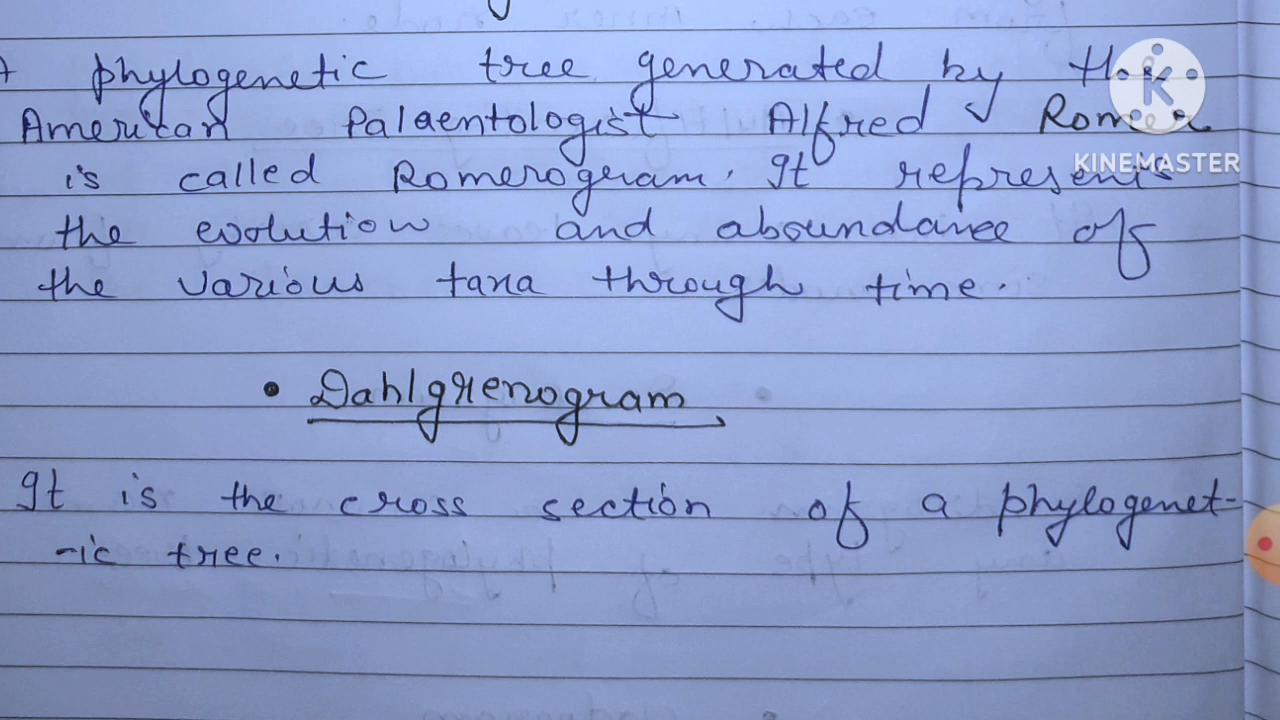 A phylogenetic tree generated by the
American Palaentologist Alfred Romer
is called Romerogram. It represents
the evolution and aboundance of
the various taxa through time.
• Dahlgrenogram
It is the cross section of a phylogenet-
-ic tree.
KINEMASTER